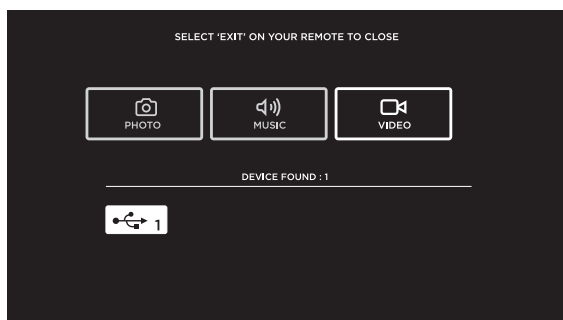 SELECT ‘EXIT’ ON YOUR REMOTE TO CLOSE
PHOTO
MUSIC
VIDEO
DEVICE FOUND : 1
1